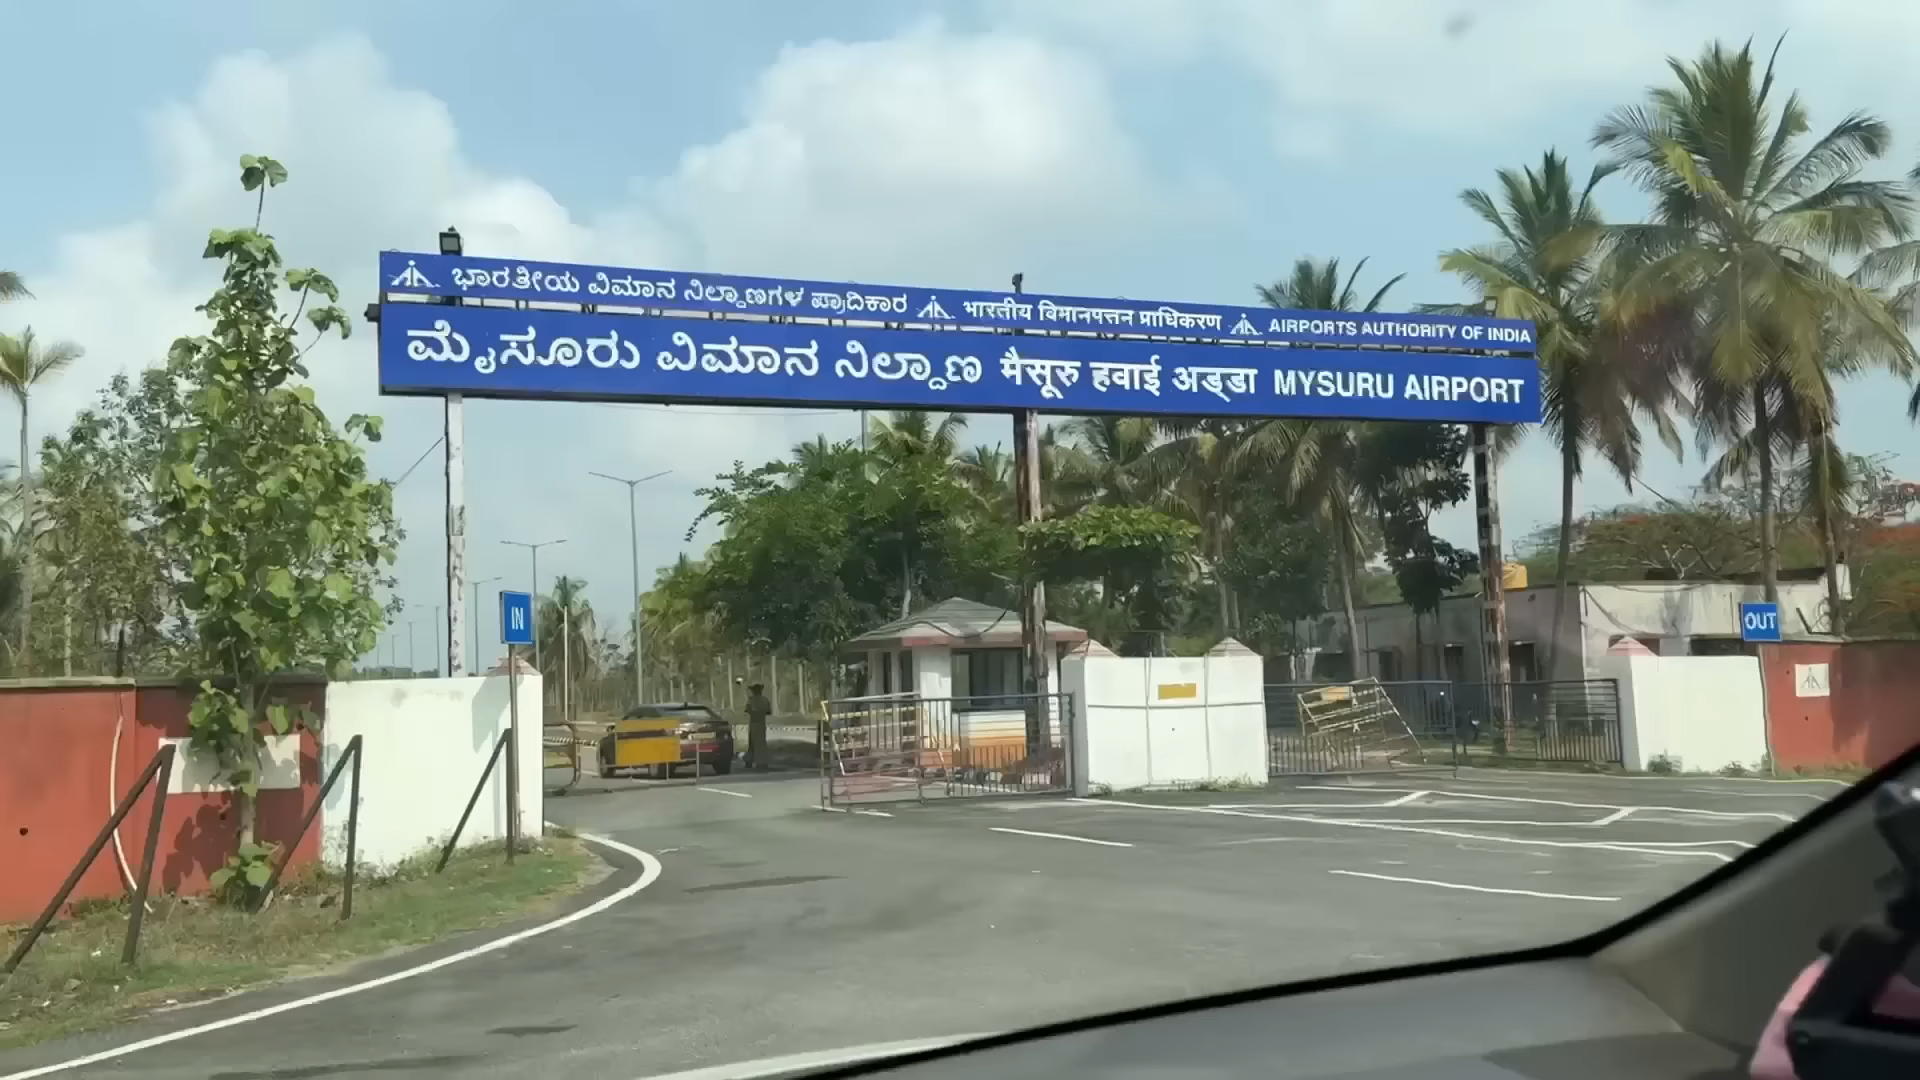 ಭಾರತೀಯ ವಿಮಾನ ನಿಲ್ದಾಣಗಳ ಪ್ರಾದಿಕಾರ भारतीय विमानपत्तन प्राधिकरण AIRPORTS AUTHORITY OF INDIA
ಮೈಸೂರು ವಿಮಾನ ನಿಲ್ದಾಣ मैसूरु हवाई अड्डा MYSURU AIRPORT
IN
OUT